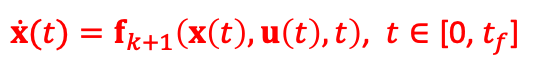 ẋ(t) = f_{k+1}(x(t), u(t), t), t ∈ [0, t_f]